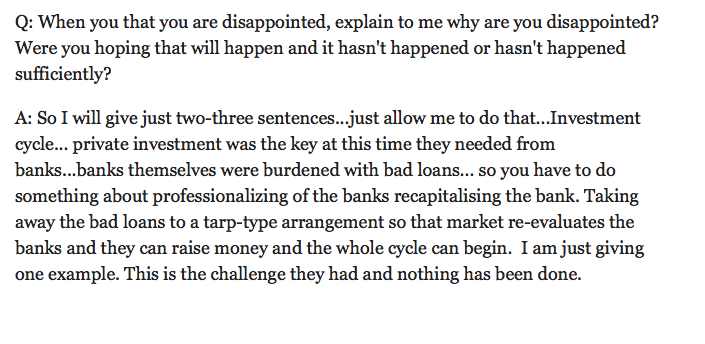 Q: When you that you are disappointed, explain to me why are you disappointed?
Were you hoping that will happen and it hasn't happened or hasn't happened
sufficiently?
A: So I will give just two-three sentences...just allow me to do that...Investment
cycle... private investment was the key at this time they needed from
banks...banks themselves were burdened with bad loans... so you have to do
something about professionalizing of the banks recapitalising the bank. Taking
away the bad loans to a tarp-type arrangement so that market re-evaluates the
banks and they can raise money and the whole cycle can begin.  I am just giving
one example. This is the challenge they had and nothing has been done.